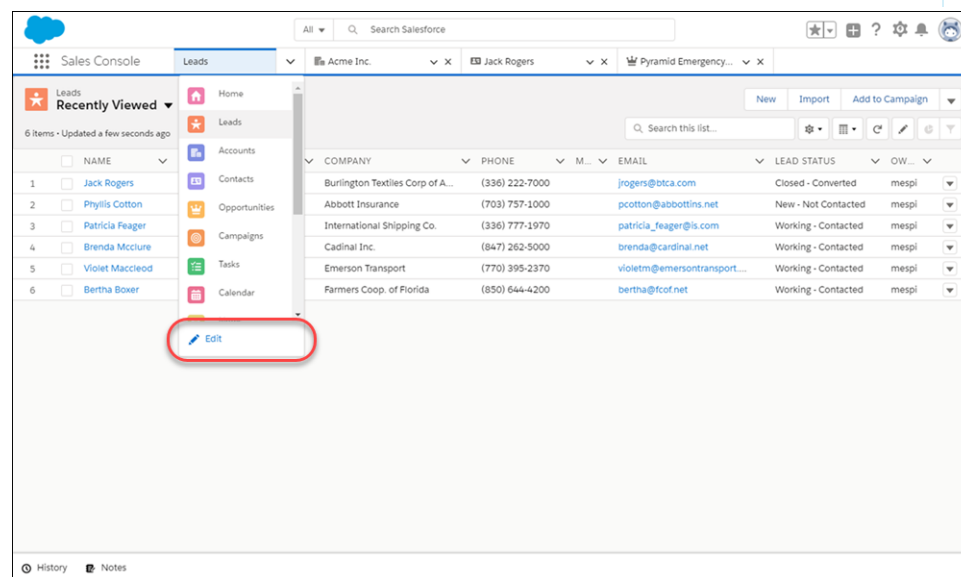 All Search Salesforce
Sales Console Leads Acme Inc. Jack Rogers Pyramid Emergency...
Leads
Recently Viewed
6 items • Updated a few seconds ago
New Import Add to Campaign
Search this list...
Home
Leads
Accounts
Contacts
Opportunities
Campaigns
Tasks
Calendar
Edit
NAME COMPANY PHONE M... EMAIL LEAD STATUS OW...
1 Jack Rogers Burlington Textiles Corp of A... (336) 222-7000 jrogers@btca.com Closed - Converted mespi
2 Phyllis Cotton Abbott Insurance (703) 757-1000 pcotton@abbottins.net New - Not Contacted mespi
3 Patricia Feager International Shipping Co. (336) 777-1970 patricia_feager@is.com Working - Contacted mespi
4 Brenda Mcclure Cadinal Inc. (847) 262-5000 brenda@cardinal.net Working - Contacted mespi
5 Violet Maccleod Emerson Transport (770) 395-2370 violetm@emersontransport.... Working - Contacted mespi
6 Bertha Boxer Farmers Coop. of Florida (850) 644-4200 bertha@fcof.net Working - Contacted mespi
History Notes